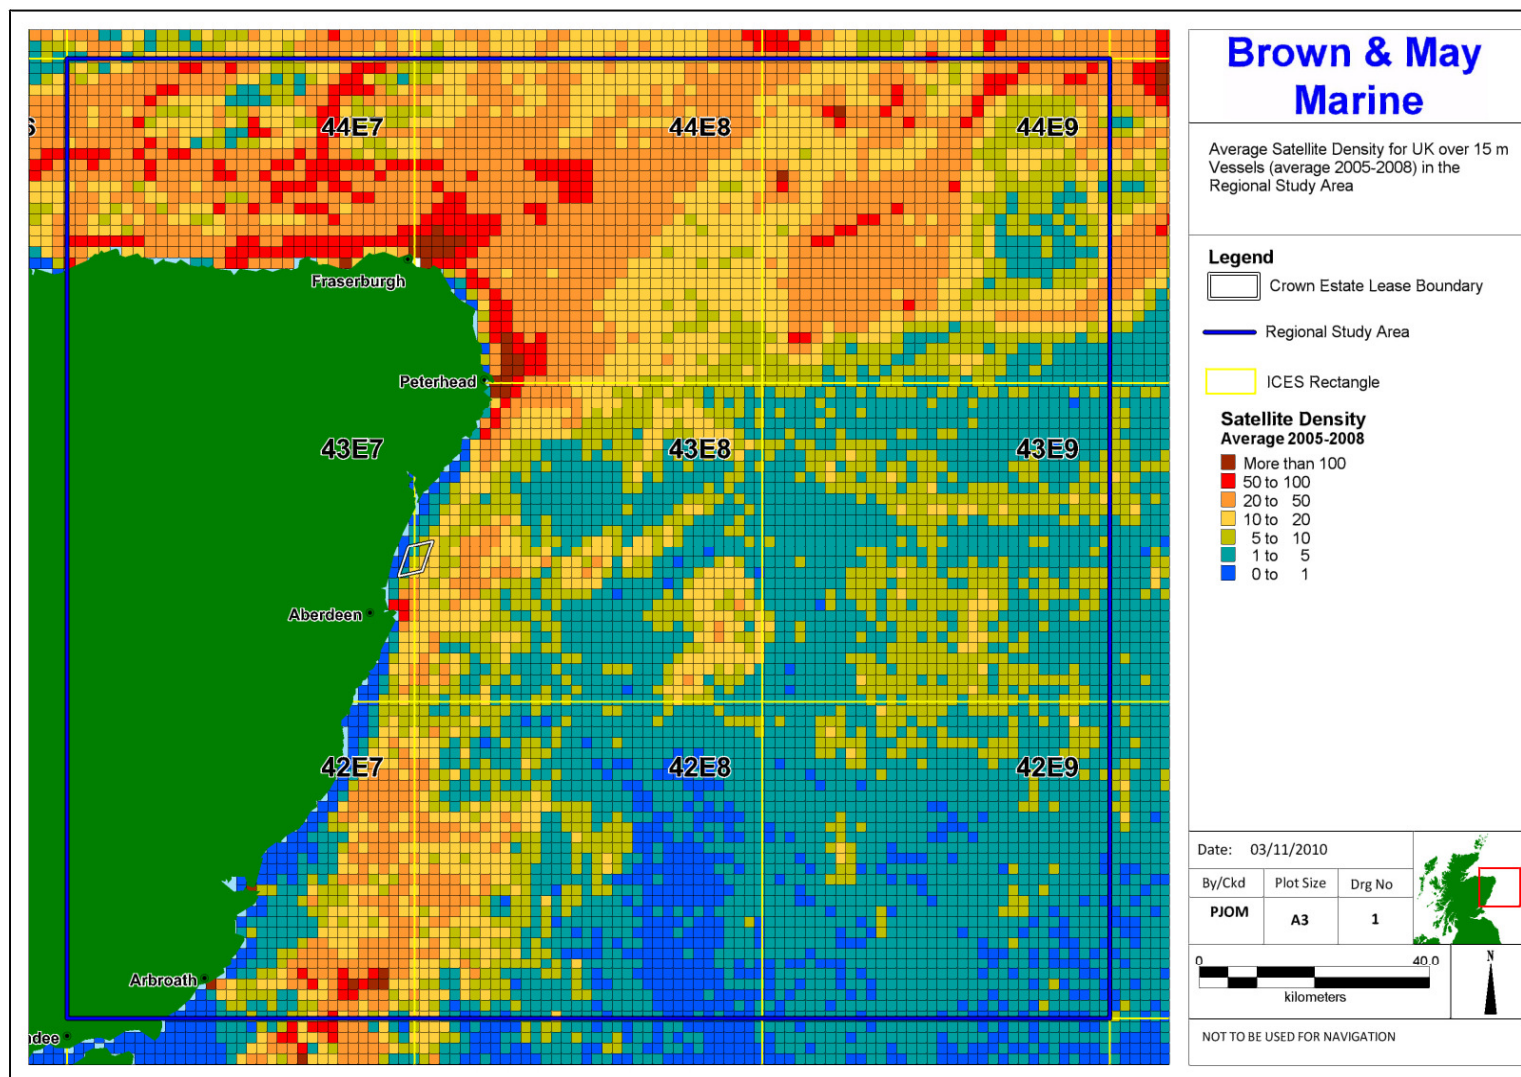 6
44E7
44E8
44E9
Fraserburgh
Peterhead
43E7
43E8
43E9
Aberdeen
42E7
42E8
42E9
Arbroath
ndee
Brown & May
Marine
Average Satellite Density for UK over 15 m
Vessels (average 2005-2008) in the
Regional Study Area
Legend
Crown Estate Lease Boundary
Regional Study Area
ICES Rectangle
Satellite Density
Average 2005-2008
More than 100
50 to 100
20 to 50
10 to 20
5 to 10
1 to 5
0 to 1
Date: 03/11/2010
By/Ckd Plot Size Drg No
PJOM A3 1
0 40.0
kilometers
N
NOT TO BE USED FOR NAVIGATION